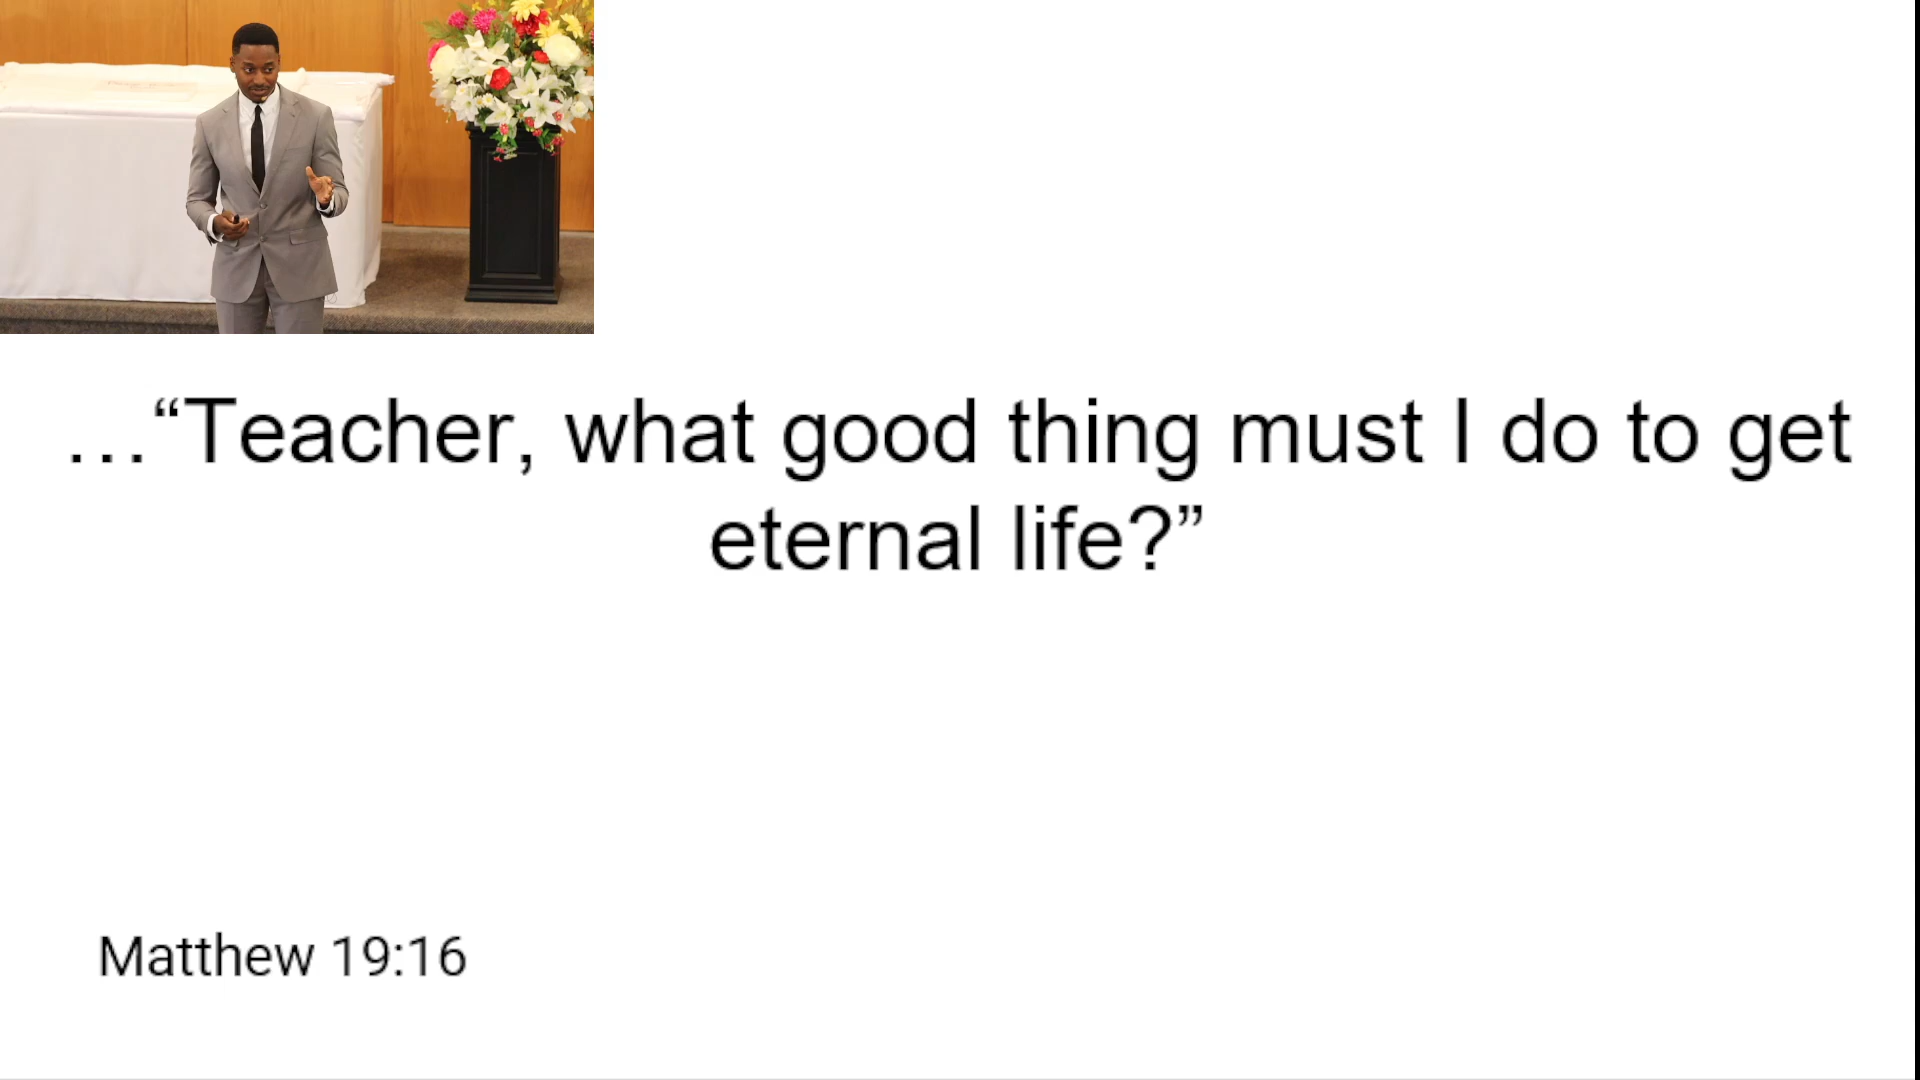 …“Teacher, what good thing must I do to get
eternal life?”
Matthew 19:16